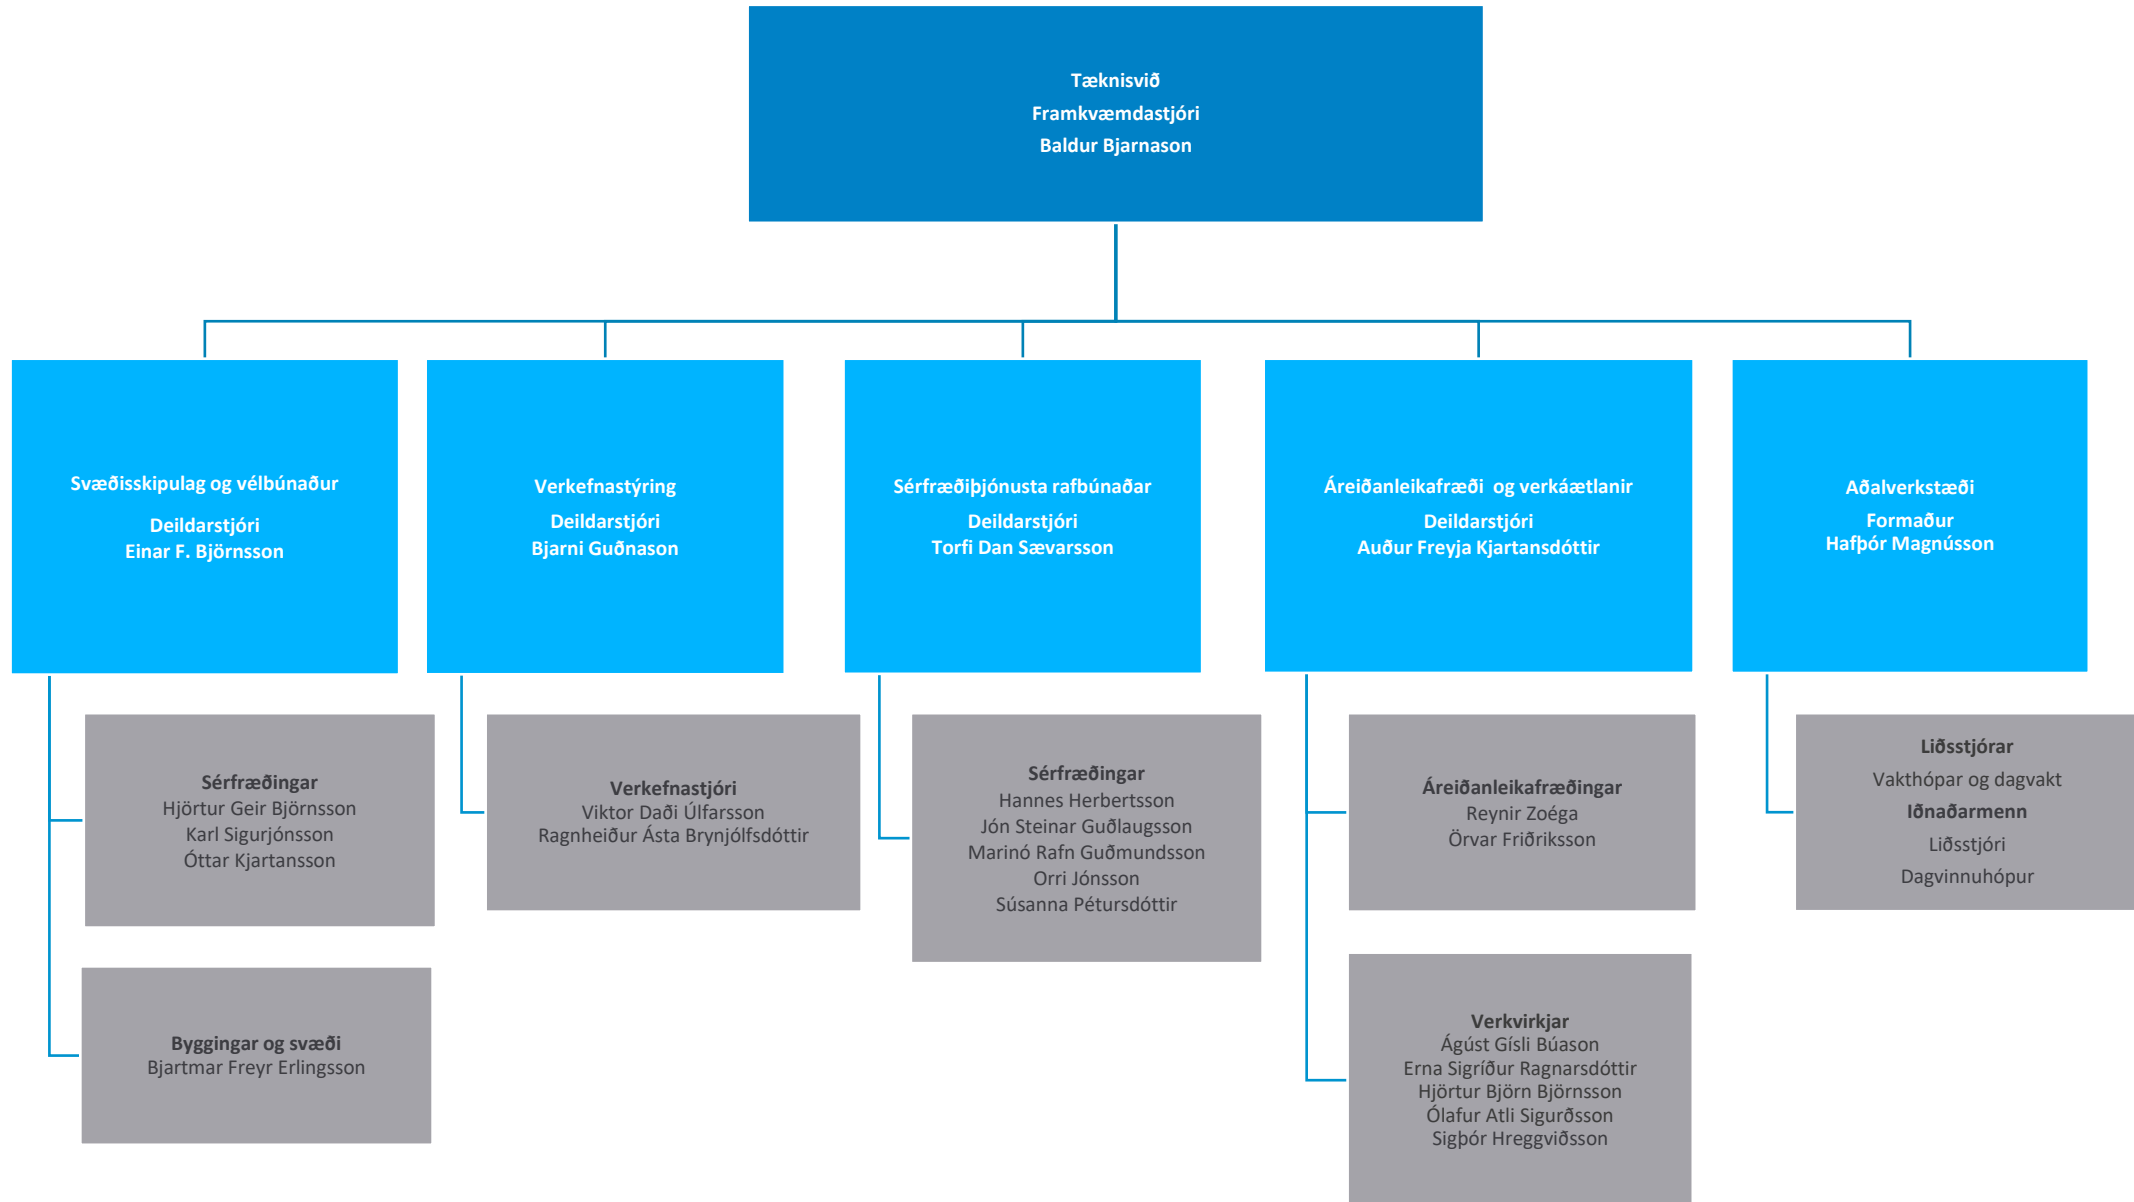 Tæknisvið
Framkvæmdastjóri
Baldur Bjarnason
Svæðisskipulag og vélbúnaður
Deildarstjóri
Einar F. Björnsson
Verkefnastýring
Deildarstjóri
Bjarni Guðnason
Sérfræðiþjónusta rafbúnaðar
Deildarstjóri
Torfi Dan Sævarsson
Áreiðanleikafræði og verkáætlanir
Deildarstjóri
Auður Freyja Kjartansdóttir
Aðalverkstæði
Formaður
Hafþór Magnússon
Sérfræðingar
Hjörtur Geir Björnsson
Karl Sigurjónsson
Óttar Kjartansson
Byggingar og svæði
Bjartmar Freyr Erlingsson
Verkefnastjóri
Viktor Daði Úlfarsson
Ragnheiður Ásta Brynjólfsdóttir
Sérfræðingar
Hannes Herbertsson
Jón Steinar Guðlaugsson
Marinó Rafn Guðmundsson
Orri Jónsson
Súsanna Pétursdóttir
Áreiðanleikafræðingar
Reynir Zoéga
Örvar Friðriksson
Verkvirkjar
Ágúst Gísli Búason
Erna Sigríður Ragnarsdóttir
Hjörtur Björn Björnsson
Ólafur Atli Sigurðsson
Sigþór Hreggviðsson
Liðsstjórar
Vakthópar og dagvakt
Iðnaðarmenn
Liðsstjóri
Dagvinnuhópur